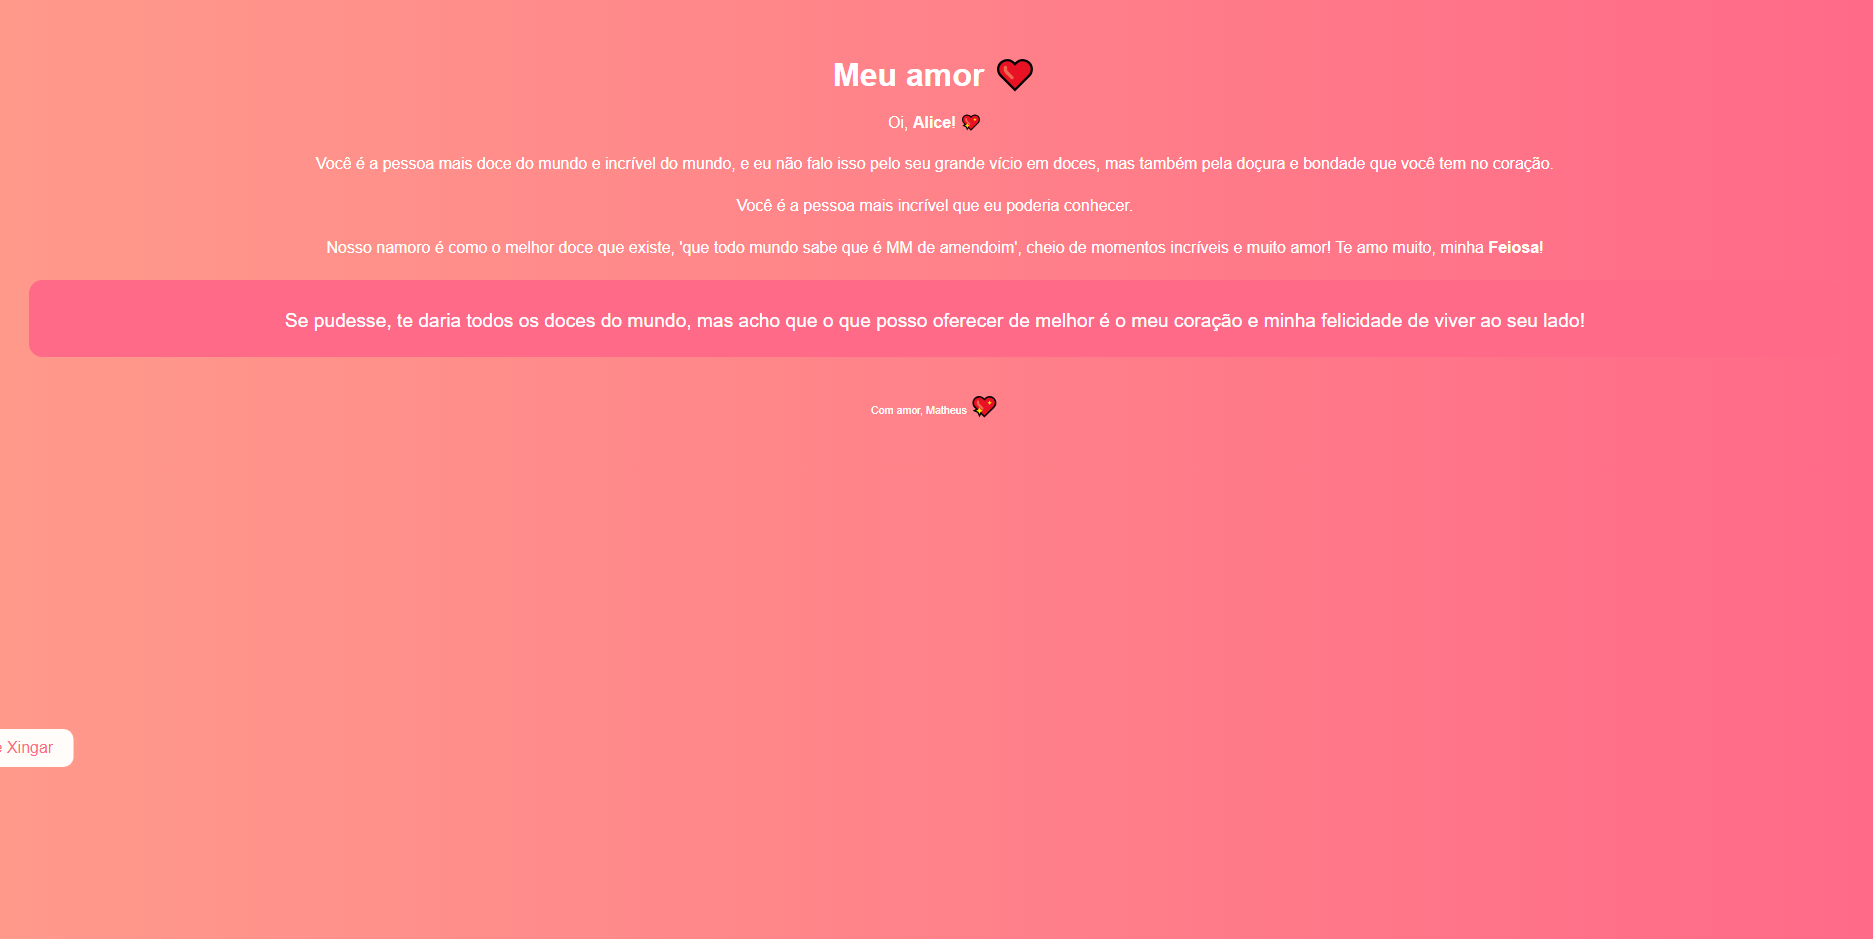 Meu amor ❤️
Oi, Alice! 💖
Você é a pessoa mais doce do mundo e incrível do mundo, e eu não falo isso pelo seu grande vício em doces, mas também pela doçura e bondade que você tem no coração.
Você é a pessoa mais incrível que eu poderia conhecer.
Nosso namoro é como o melhor doce que existe, 'que todo mundo sabe que é MM de amendoim', cheio de momentos incríveis e muito amor! Te amo muito, minha Feiosa!
Se pudesse, te daria todos os doces do mundo, mas acho que o que posso oferecer de melhor é o meu coração e minha felicidade de viver ao seu lado!
Com amor, Matheus 💖
Xingar